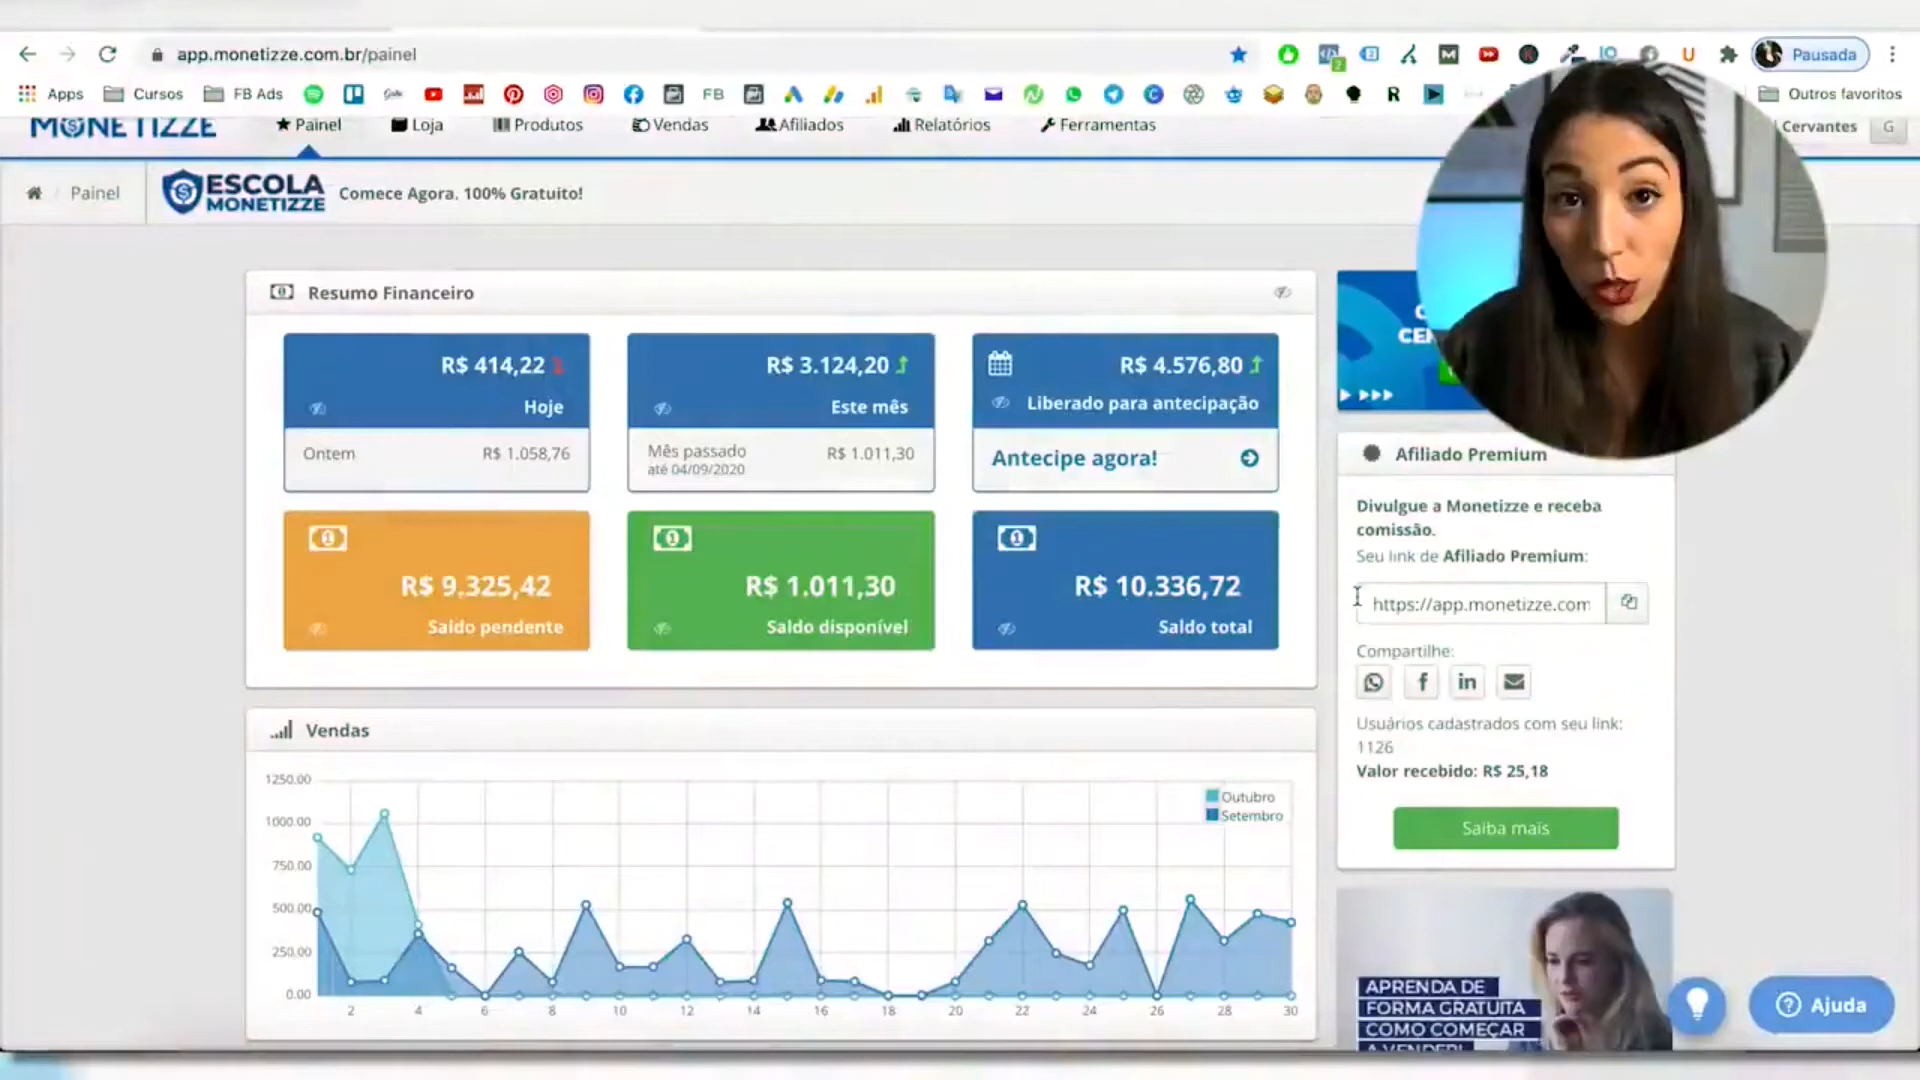 app.monetizze.com.br/painel
Pausada
Apps
Cursos
FB Ads
FB
Outros favoritos
MONETIZZE
Painel
Loja
Produtos
Vendas
Afiliados
Relatórios
Ferramentas
Cervantes
G
Painel
ESCOLA
MONETIZZE
Comece Agora. 100% Gratuito!
Resumo Financeiro
R$ 414,22
Hoje
Ontem
R$ 1.058,76
R$ 3.124,20
Este mês
Mês passado
até 04/09/2020
R$ 1.011,30
R$ 4.576,80
Liberado para antecipação
Antecipe agora!
R$ 9.325,42
Saldo pendente
R$ 1.011,30
Saldo disponível
R$ 10.336,72
Saldo total
Afiliado Premium
Divulgue a Monetizze e receba
comissão.
Seu link de Afiliado Premium:
https://app.monetizze.com
Compartilhe:
Usuários cadastrados com seu link:
1126
Valor recebido: R$ 25,18
Saiba mais
Vendas
1250.00
1000.00
750.00
500.00
250.00
0.00
Outubro
Setembro
2 4 6 8 10 12 14 16 18 20 22 24 26 28 30
APRENDA DE
FORMA GRATUITA
COMO COMEÇAR
A VENDER!
Ajuda